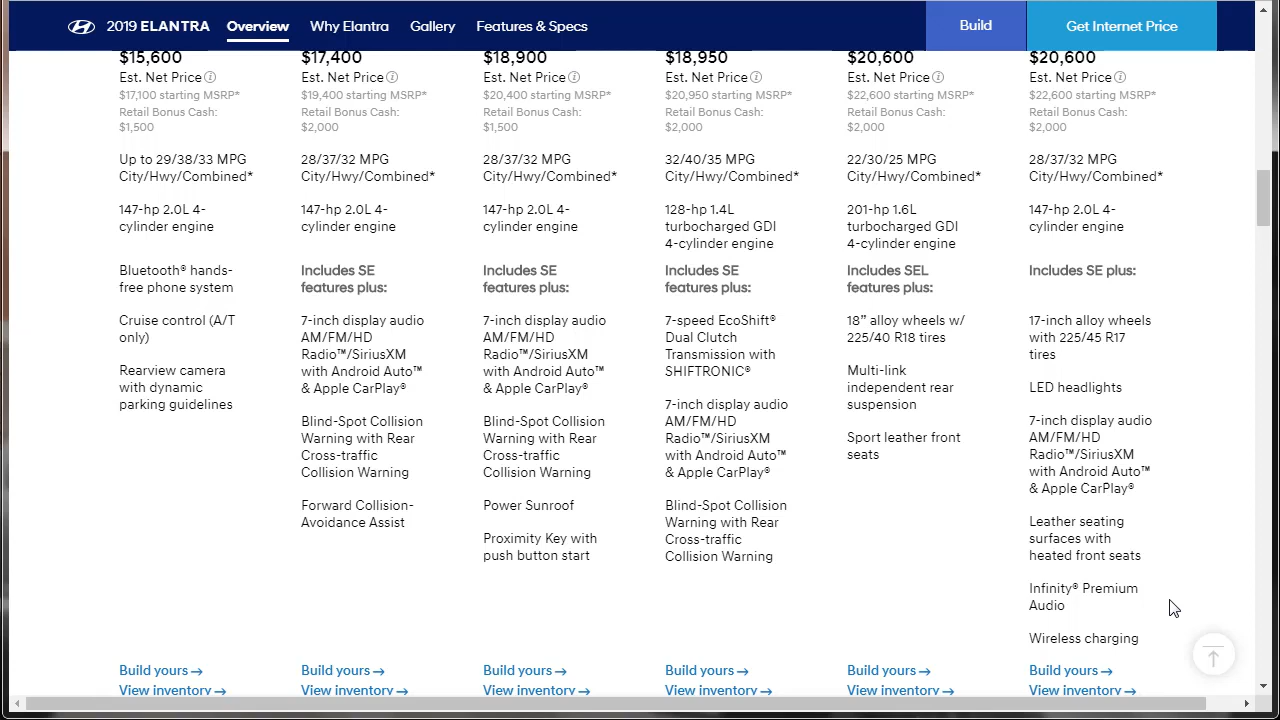 2019 ELANTRA Overview Why Elantra Gallery Features & Specs Build Get Internet Price
$15,600
Est. Net Price
$17,100 starting MSRP*
Retail Bonus Cash:
$1,500
Up to 29/38/33 MPG
City/Hwy/Combined*
147-hp 2.0L 4-
cylinder engine
Bluetooth® hands-
free phone system
Cruise control (A/T
only)
Rearview camera
with dynamic
parking guidelines
Build yours →
View inventory →
$17,400
Est. Net Price
$19,400 starting MSRP*
Retail Bonus Cash:
$2,000
28/37/32 MPG
City/Hwy/Combined*
147-hp 2.0L 4-
cylinder engine
Includes SE
features plus:
7-inch display audio
AM/FM/HD
Radio™/SiriusXM
with Android Auto™
& Apple CarPlay®
Blind-Spot Collision
Warning with Rear
Cross-traffic
Collision Warning
Forward Collision-
Avoidance Assist
Build yours →
View inventory →
$18,900
Est. Net Price
$20,400 starting MSRP*
Retail Bonus Cash:
$1,500
28/37/32 MPG
City/Hwy/Combined*
147-hp 2.0L 4-
cylinder engine
Includes SE
features plus:
7-inch display audio
AM/FM/HD
Radio™/SiriusXM
with Android Auto™
& Apple CarPlay®
Blind-Spot Collision
Warning with Rear
Cross-traffic
Collision Warning
Power Sunroof
Proximity Key with
push button start
Build yours →
View inventory →
$18,950
Est. Net Price
$20,950 starting MSRP*
Retail Bonus Cash:
$2,000
32/40/35 MPG
City/Hwy/Combined*
128-hp 1.4L
turbocharged GDI
4-cylinder engine
Includes SE
features plus:
7-speed EcoShift®
Dual Clutch
Transmission with
SHIFTRONIC®
7-inch display audio
AM/FM/HD
Radio™/SiriusXM
with Android Auto™
& Apple CarPlay®
Blind-Spot Collision
Warning with Rear
Cross-traffic
Collision Warning
Build yours →
View inventory →
$20,600
Est. Net Price
$22,600 starting MSRP*
Retail Bonus Cash:
$2,000
22/30/25 MPG
City/Hwy/Combined*
201-hp 1.6L
turbocharged GDI
4-cylinder engine
Includes SEL
features plus:
18” alloy wheels w/
225/40 R18 tires
Multi-link
independent rear
suspension
Sport leather front
seats
Build yours →
View inventory →
$20,600
Est. Net Price
$22,600 starting MSRP*
Retail Bonus Cash:
$2,000
28/37/32 MPG
City/Hwy/Combined*
147-hp 2.0L 4-
cylinder engine
Includes SE plus:
17-inch alloy wheels
with 225/45 R17
tires
LED headlights
7-inch display audio
AM/FM/HD
Radio™/SiriusXM
with Android Auto™
& Apple CarPlay®
Leather seating
surfaces with
heated front seats
Infinity® Premium
Audio
Wireless charging
Build yours →
View inventory →